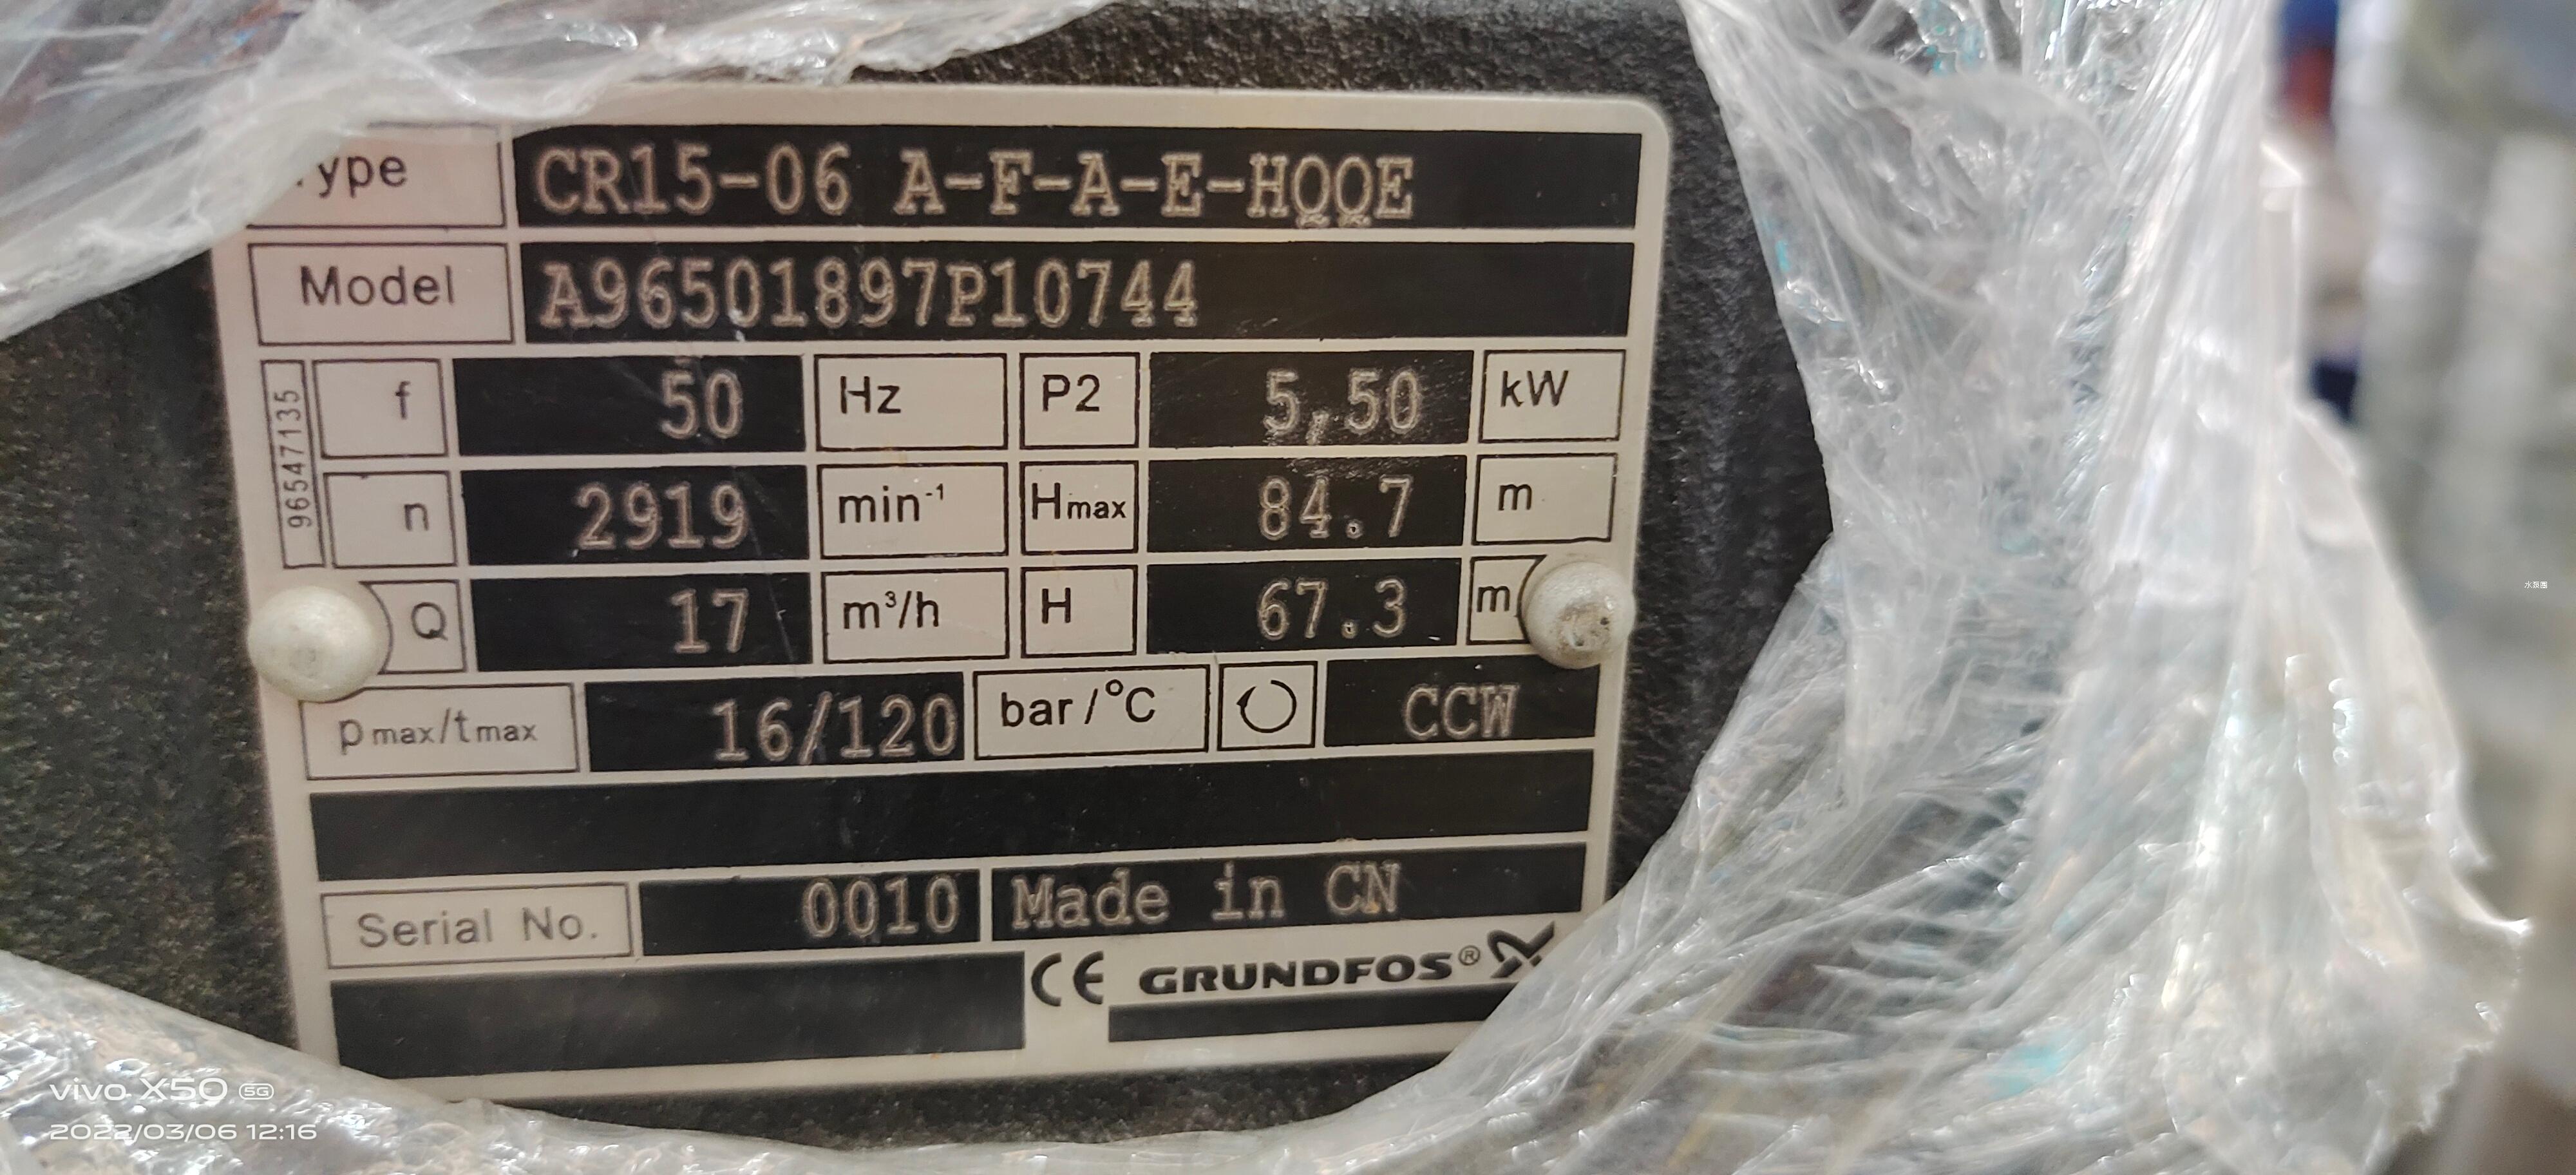 Type CR15-06 A-F-A-E-HQQE
Model A96501897P10744
96547135
f 50 Hz P2 5,50 kW
n 2919 min-1 Hmax 84.7 m
Q 17 m³/h H 67.3 m
pmax/tmax 16/120 bar/°C CCW
Serial No. 0010 Made in CN
CE GRUNDFOS®
vivo X50 5G
2022/03/06 12:16